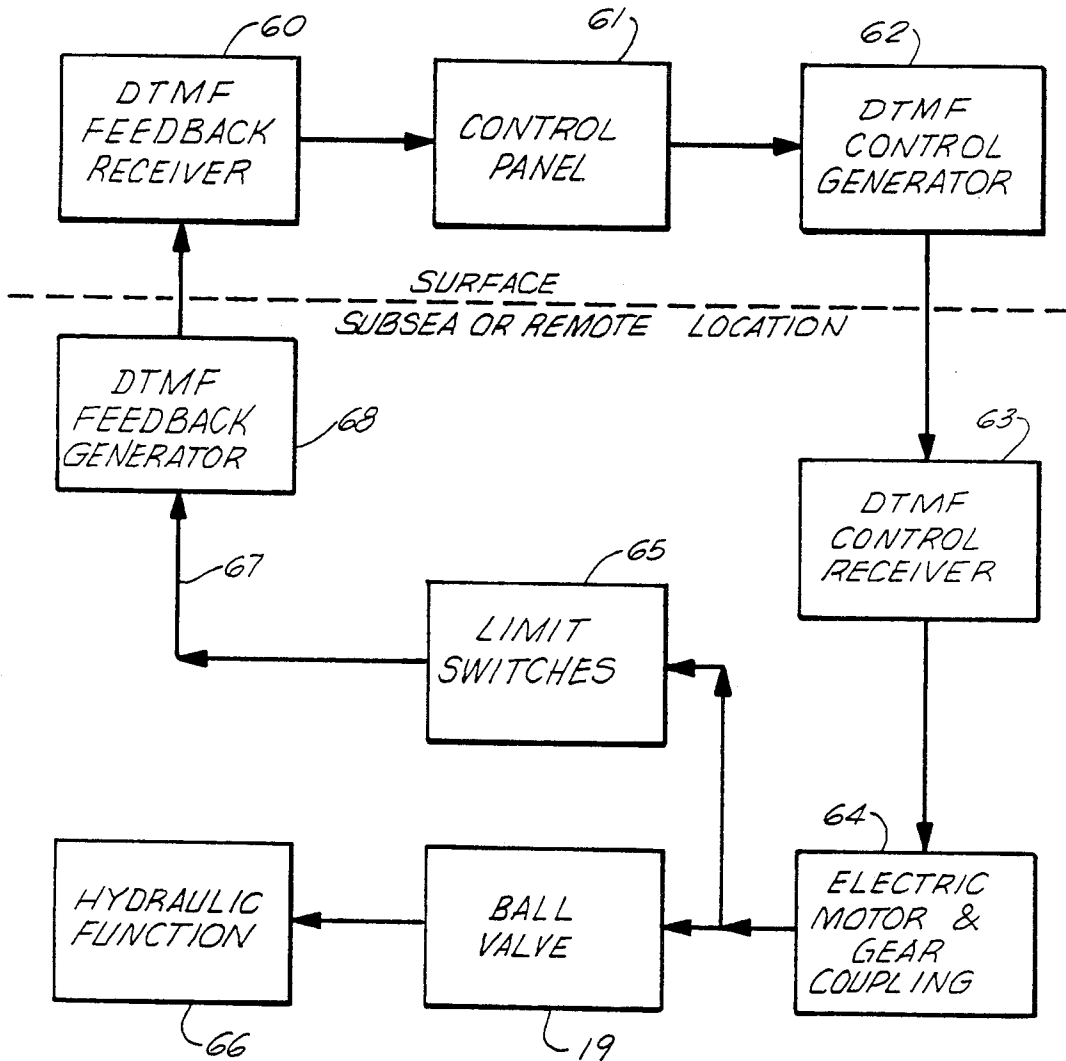 60
DTMF
FEEDBACK
RECEIVER
61
CONTROL
PANEL
62
DTMF
CONTROL
GENERATOR
SURFACE
SUBSEA OR REMOTE LOCATION
DTMF
FEEDBACK
GENERATOR
68
63
DTMF
CONTROL
RECEIVER
67
65
LIMIT
SWITCHES
64
ELECTRIC
MOTOR &
GEAR
COUPLING
HYDRAULIC
FUNCTION
66
BALL
VALVE
19